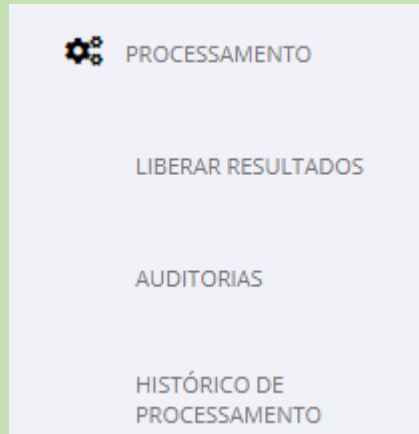 PROCESSAMENTO
LIBERAR RESULTADOS
AUDITORIAS
HISTÓRICO DE
PROCESSAMENTO